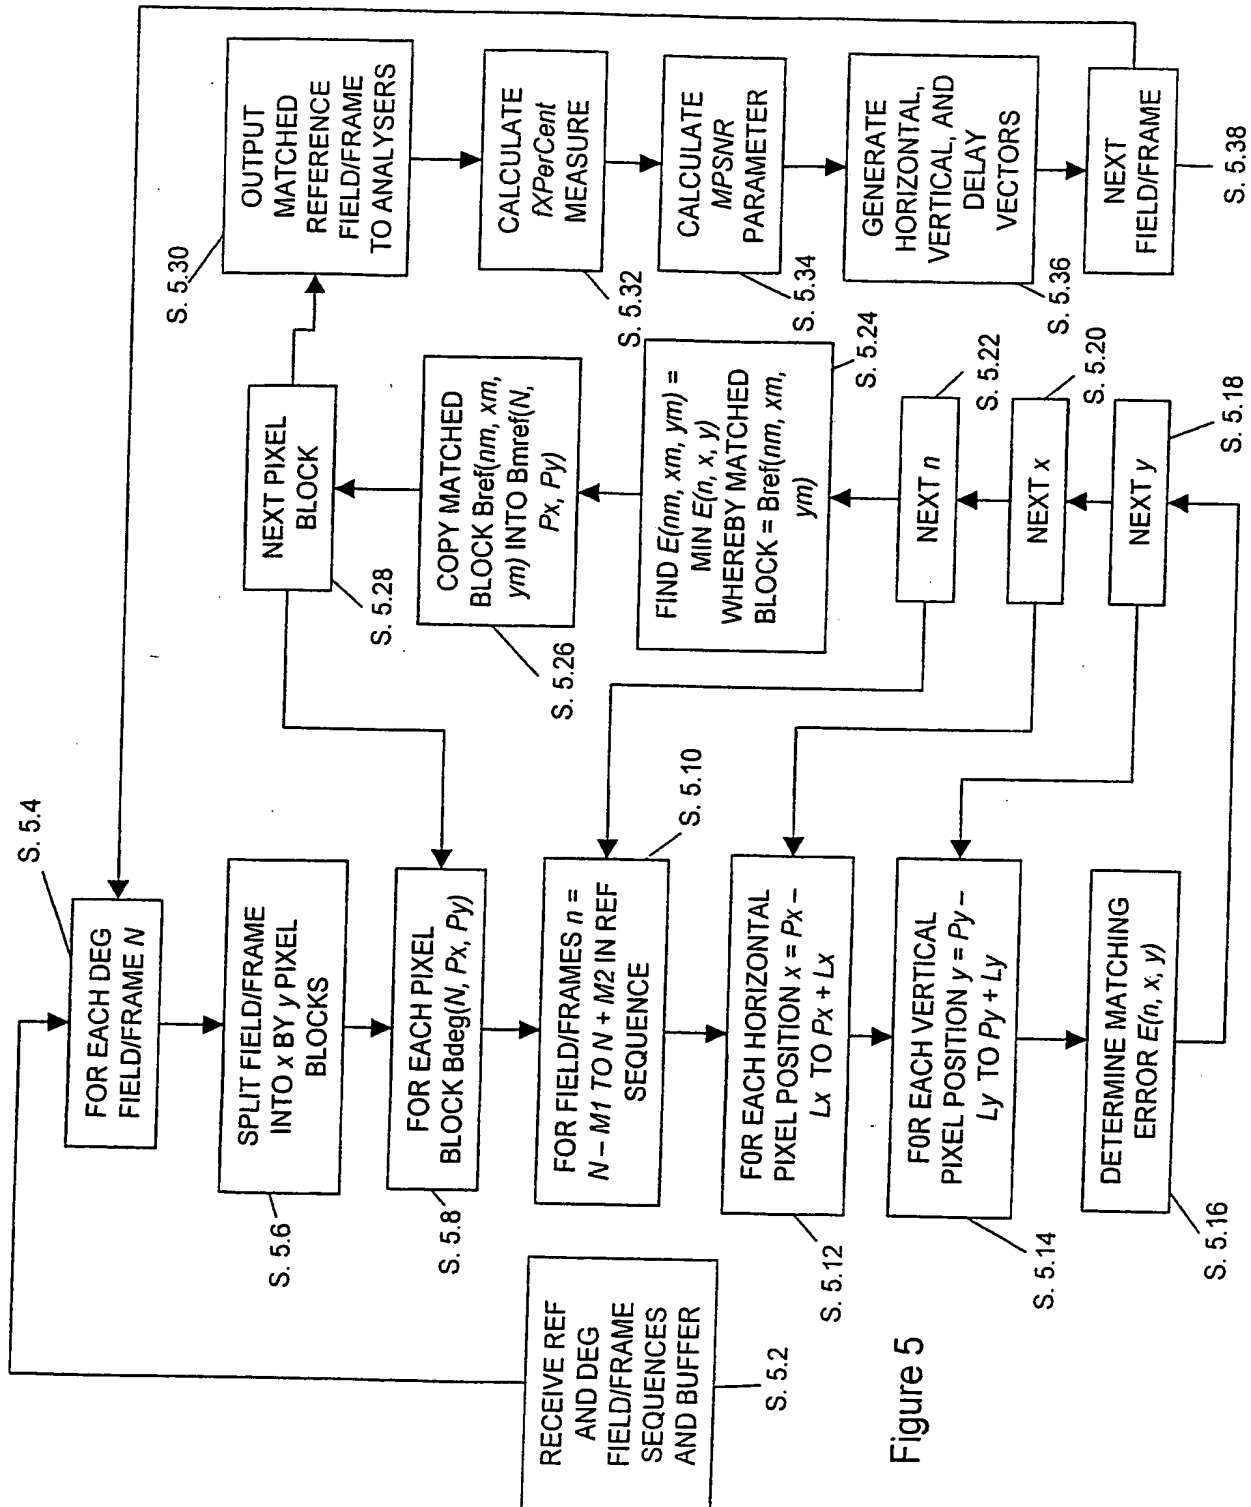 RECEIVE REF
AND DEG
FIELD/FRAME
SEQUENCES
AND BUFFER
S. 5.2
FOR EACH DEG
FIELD/FRAME N
S. 5.4
SPLIT FIELD/FRAME
INTO x BY y PIXEL
BLOCKS
S. 5.6
FOR EACH PIXEL
BLOCK Bdeg(N, Px, Py)
S. 5.8
FOR FIELD/FRAMES n =
N – M1 TO N + M2 IN REF
SEQUENCE
S. 5.10
FOR EACH HORIZONTAL
PIXEL POSITION x = Px –
Lx TO Px + Lx
S. 5.12
FOR EACH VERTICAL
PIXEL POSITION y = Py –
Ly TO Py + Ly
S. 5.14
DETERMINE MATCHING
ERROR E(n, x, y)
S. 5.16
NEXT y
S. 5.18
NEXT x
S. 5.20
NEXT n
S. 5.22
FIND E(nm, xm, ym) =
MIN E(n, x, y)
WHEREBY MATCHED
BLOCK = Bref(nm, xm,
ym)
S. 5.24
COPY MATCHED
BLOCK Bref(nm, xm,
ym) INTO Bmref(N,
Px, Py)
S. 5.26
NEXT PIXEL
BLOCK
S. 5.28
OUTPUT
MATCHED
REFERENCE
FIELD/FRAME
TO ANALYSERS
S. 5.30
CALCULATE
fXPerCent
MEASURE
S. 5.32
CALCULATE
MPSNR
PARAMETER
S. 5.34
GENERATE
HORIZONTAL,
VERTICAL, AND
DELAY
VECTORS
S. 5.36
NEXT
FIELD/FRAME
S. 5.38
Figure 5